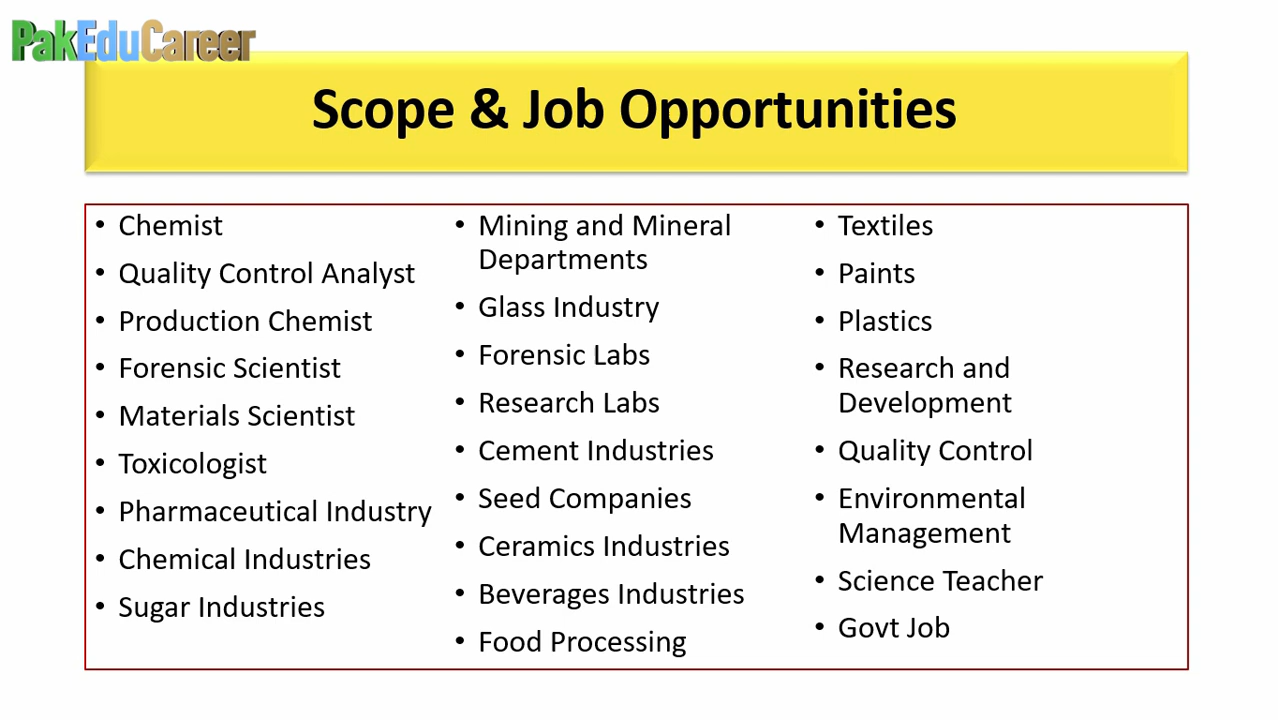 PakEduCareer
Scope & Job Opportunities
• Chemist
• Quality Control Analyst
• Production Chemist
• Forensic Scientist
• Materials Scientist
• Toxicologist
• Pharmaceutical Industry
• Chemical Industries
• Sugar Industries
• Mining and Mineral
Departments
• Glass Industry
• Forensic Labs
• Research Labs
• Cement Industries
• Seed Companies
• Ceramics Industries
• Beverages Industries
• Food Processing
• Textiles
• Paints
• Plastics
• Research and
Development
• Quality Control
• Environmental
Management
• Science Teacher
• Govt Job